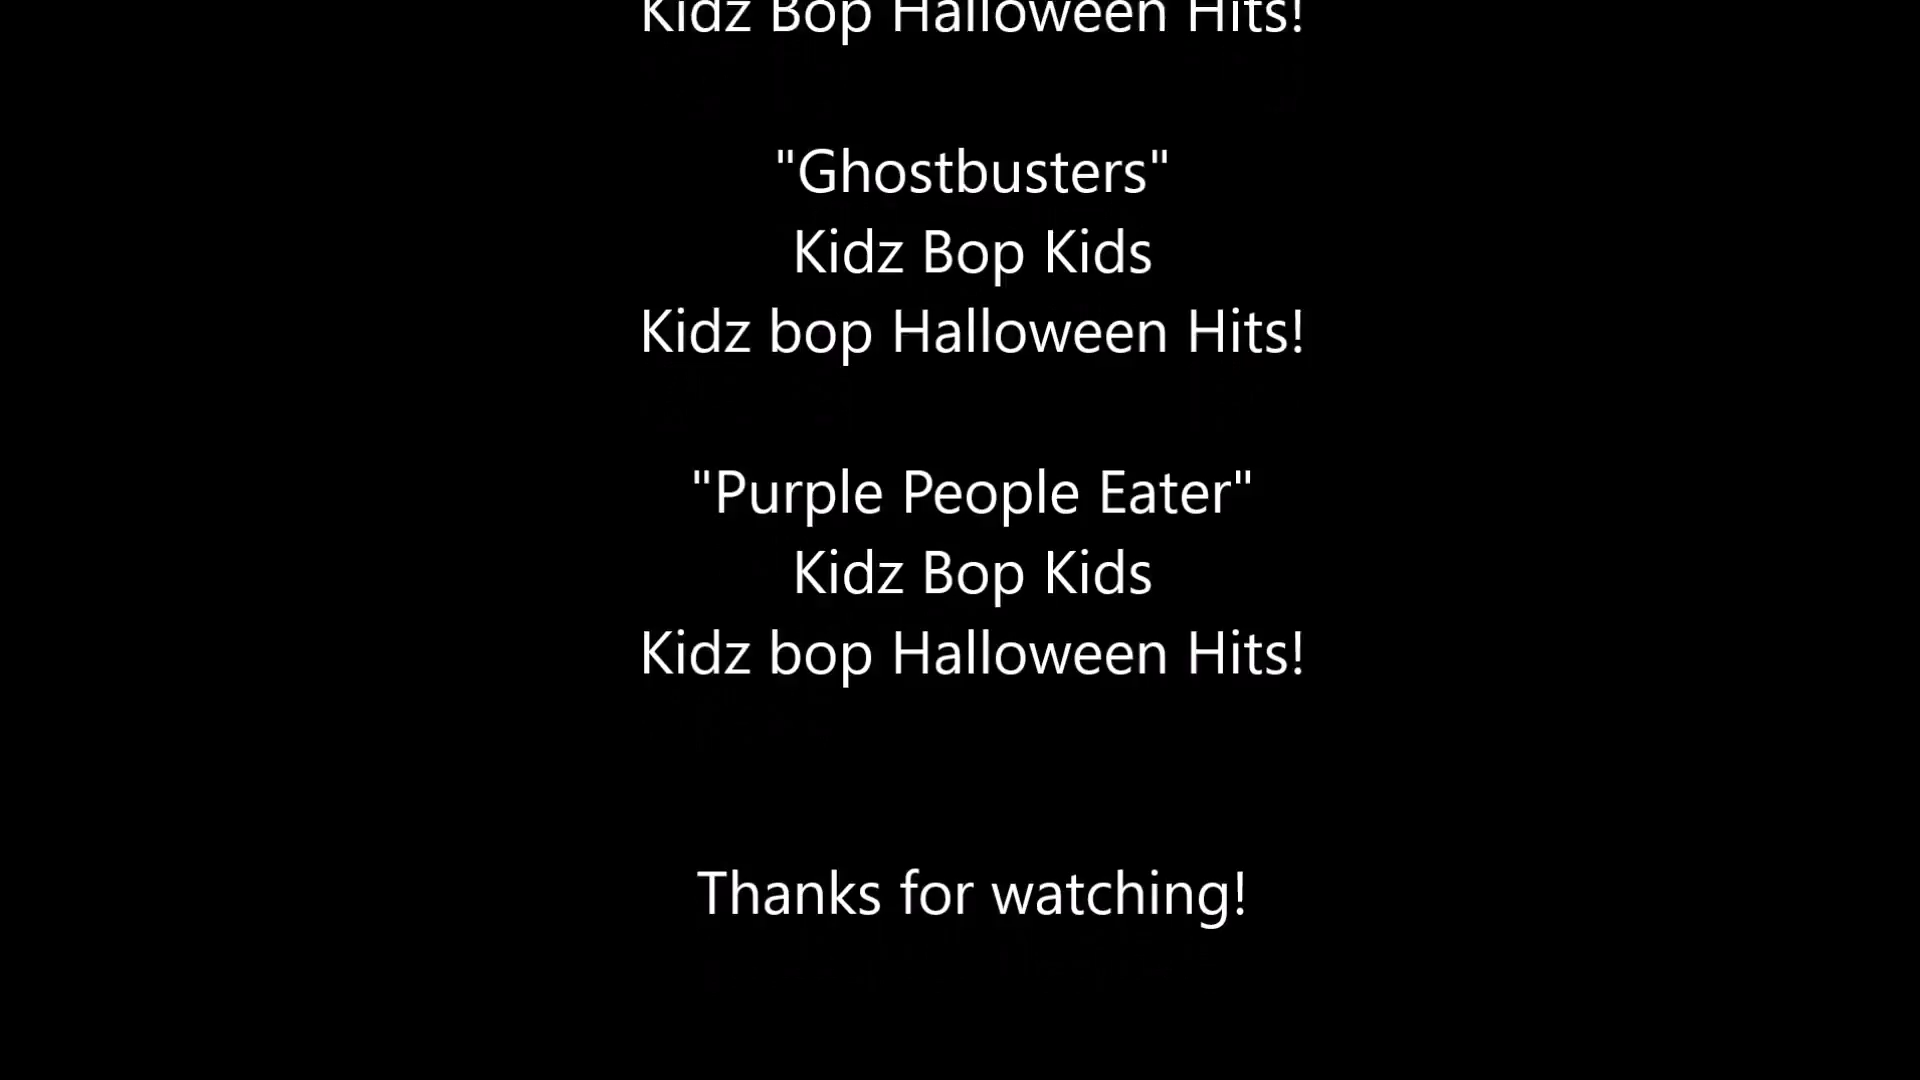 Kidz Bop Halloween Hits!
"Ghostbusters"
Kidz Bop Kids
Kidz bop Halloween Hits!
"Purple People Eater"
Kidz Bop Kids
Kidz bop Halloween Hits!
Thanks for watching!